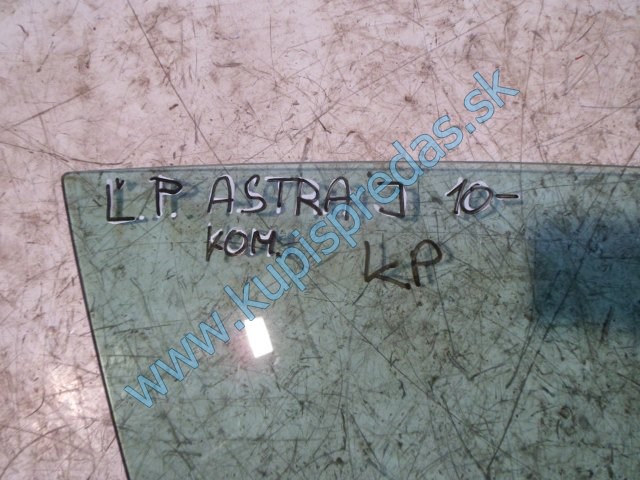 Ľ.P. ASTRA J 10-
KOM.
K.P
www.kupispredas.sk